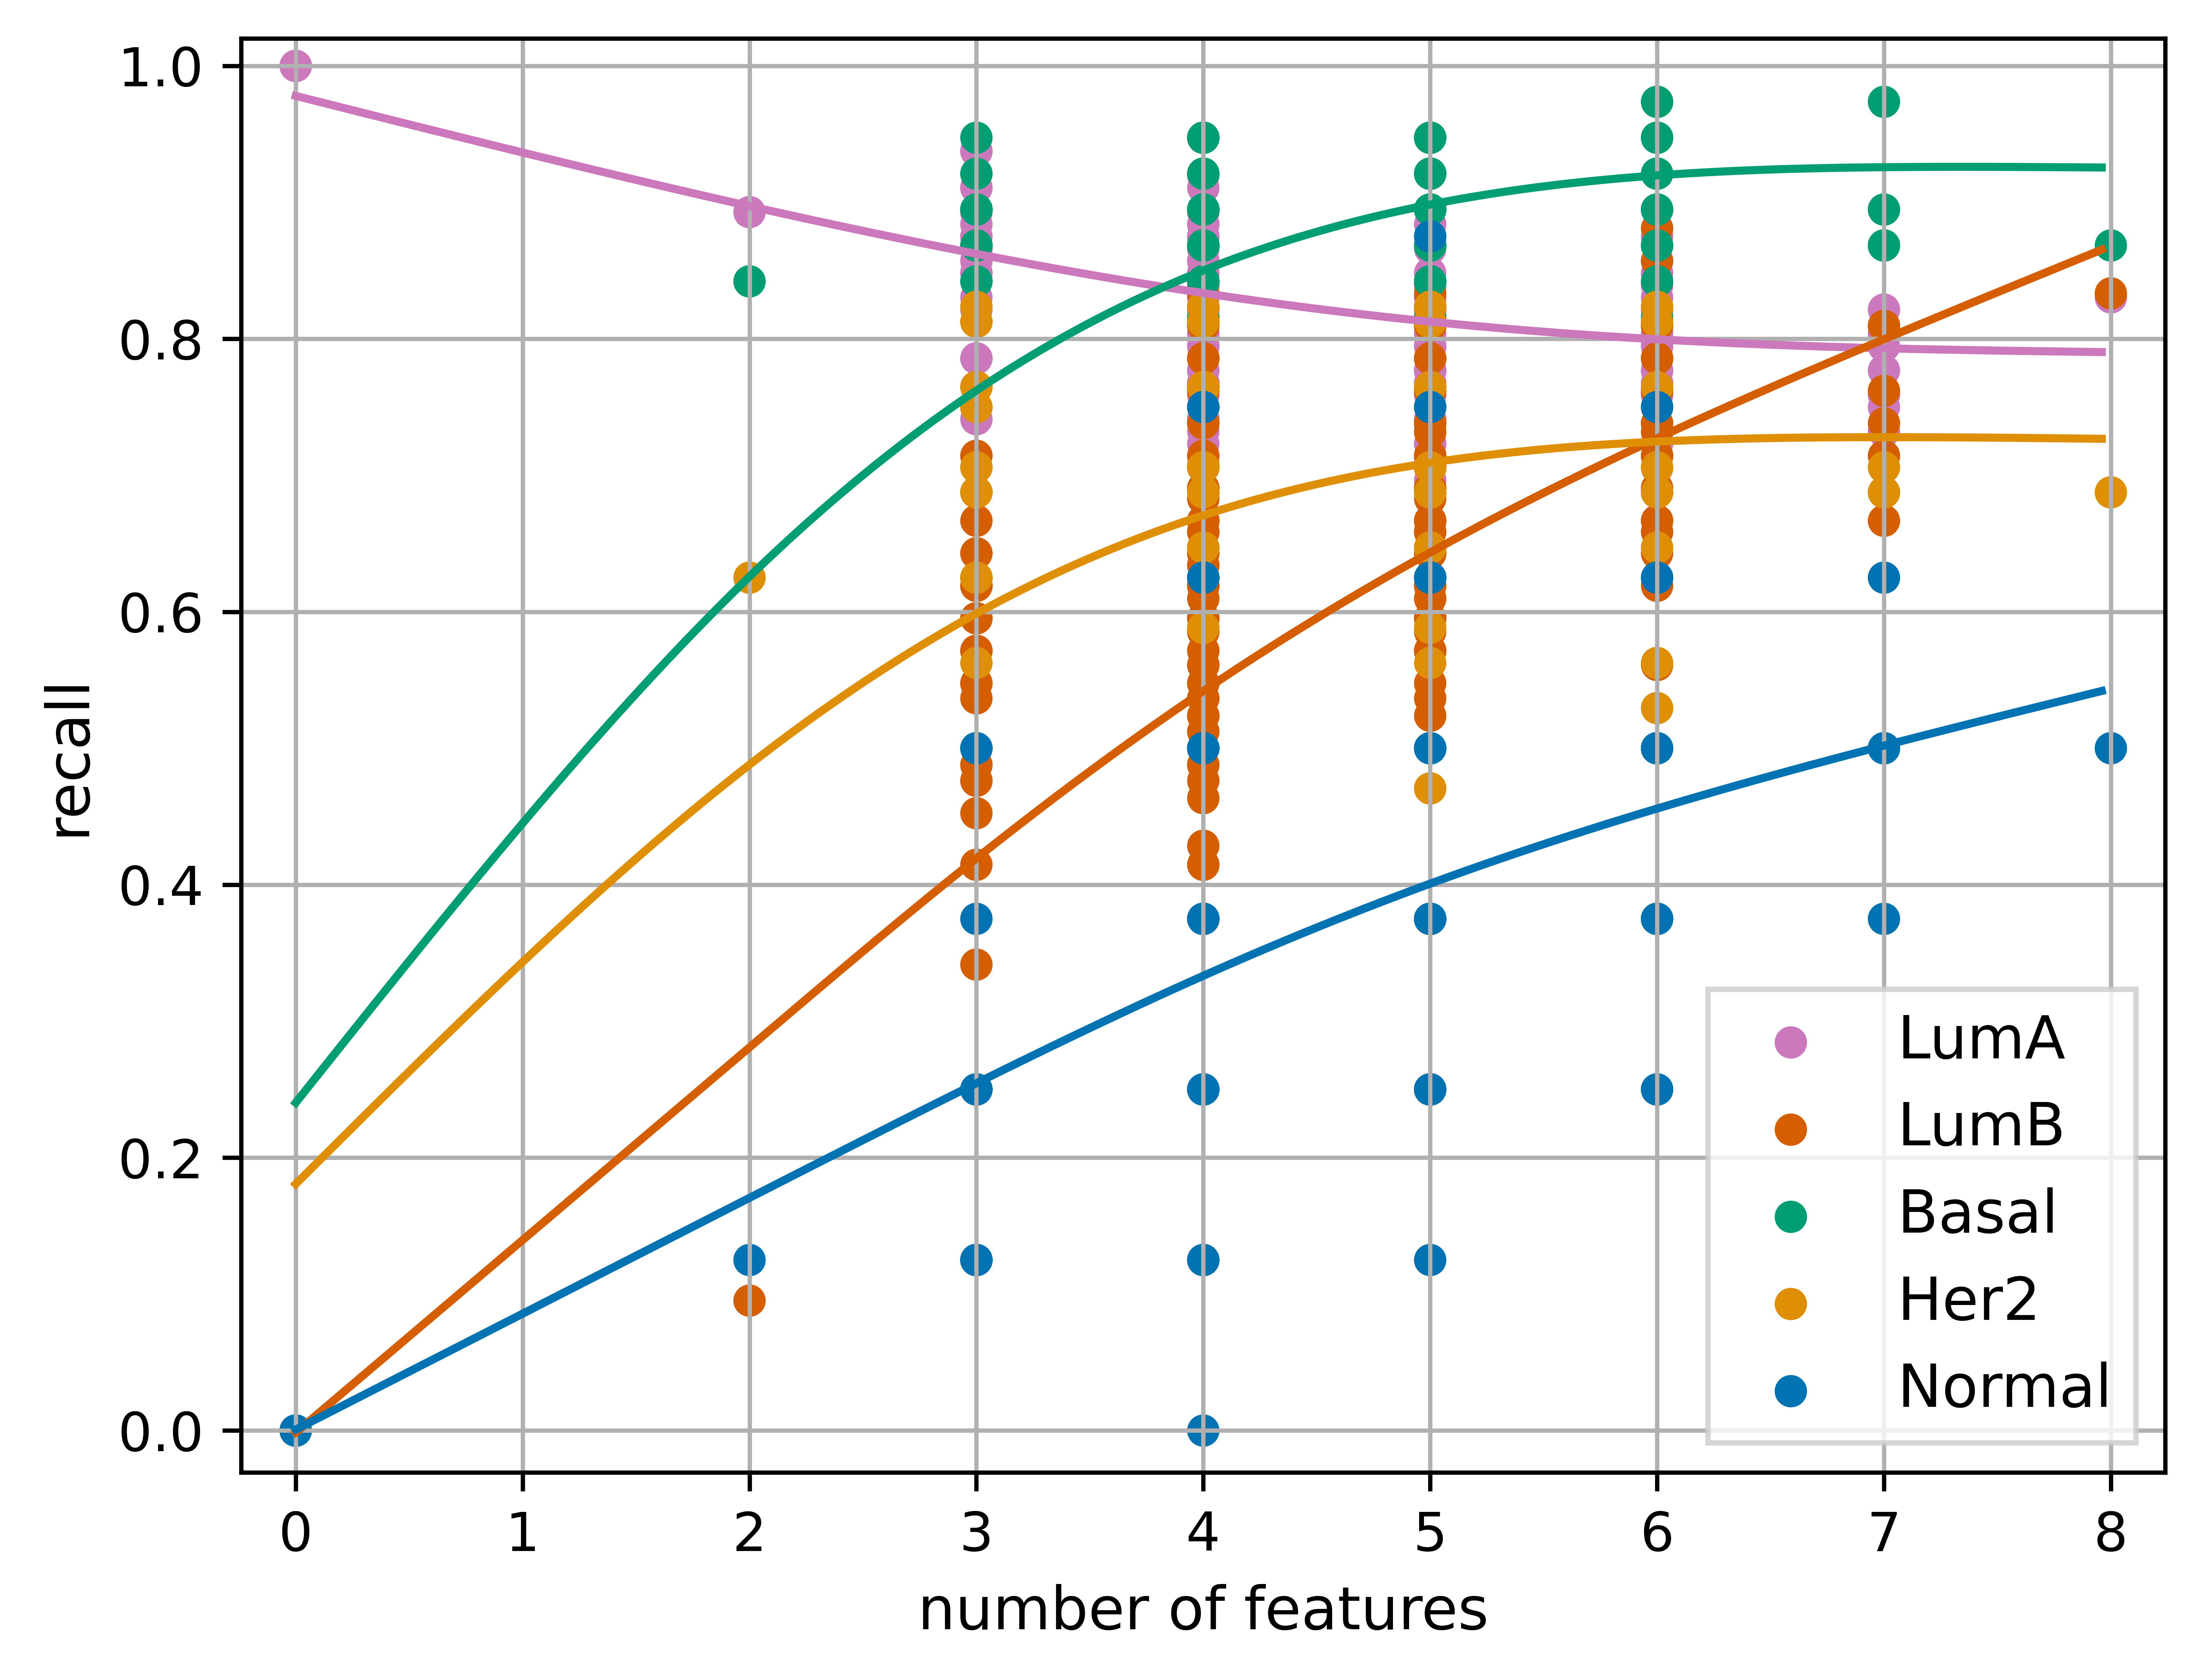 1.0
0.8
0.6
0.4
0.2
0.0
recall
0 1 2 3 4 5 6 7 8
number of features
LumA
LumB
Basal
Her2
Normal